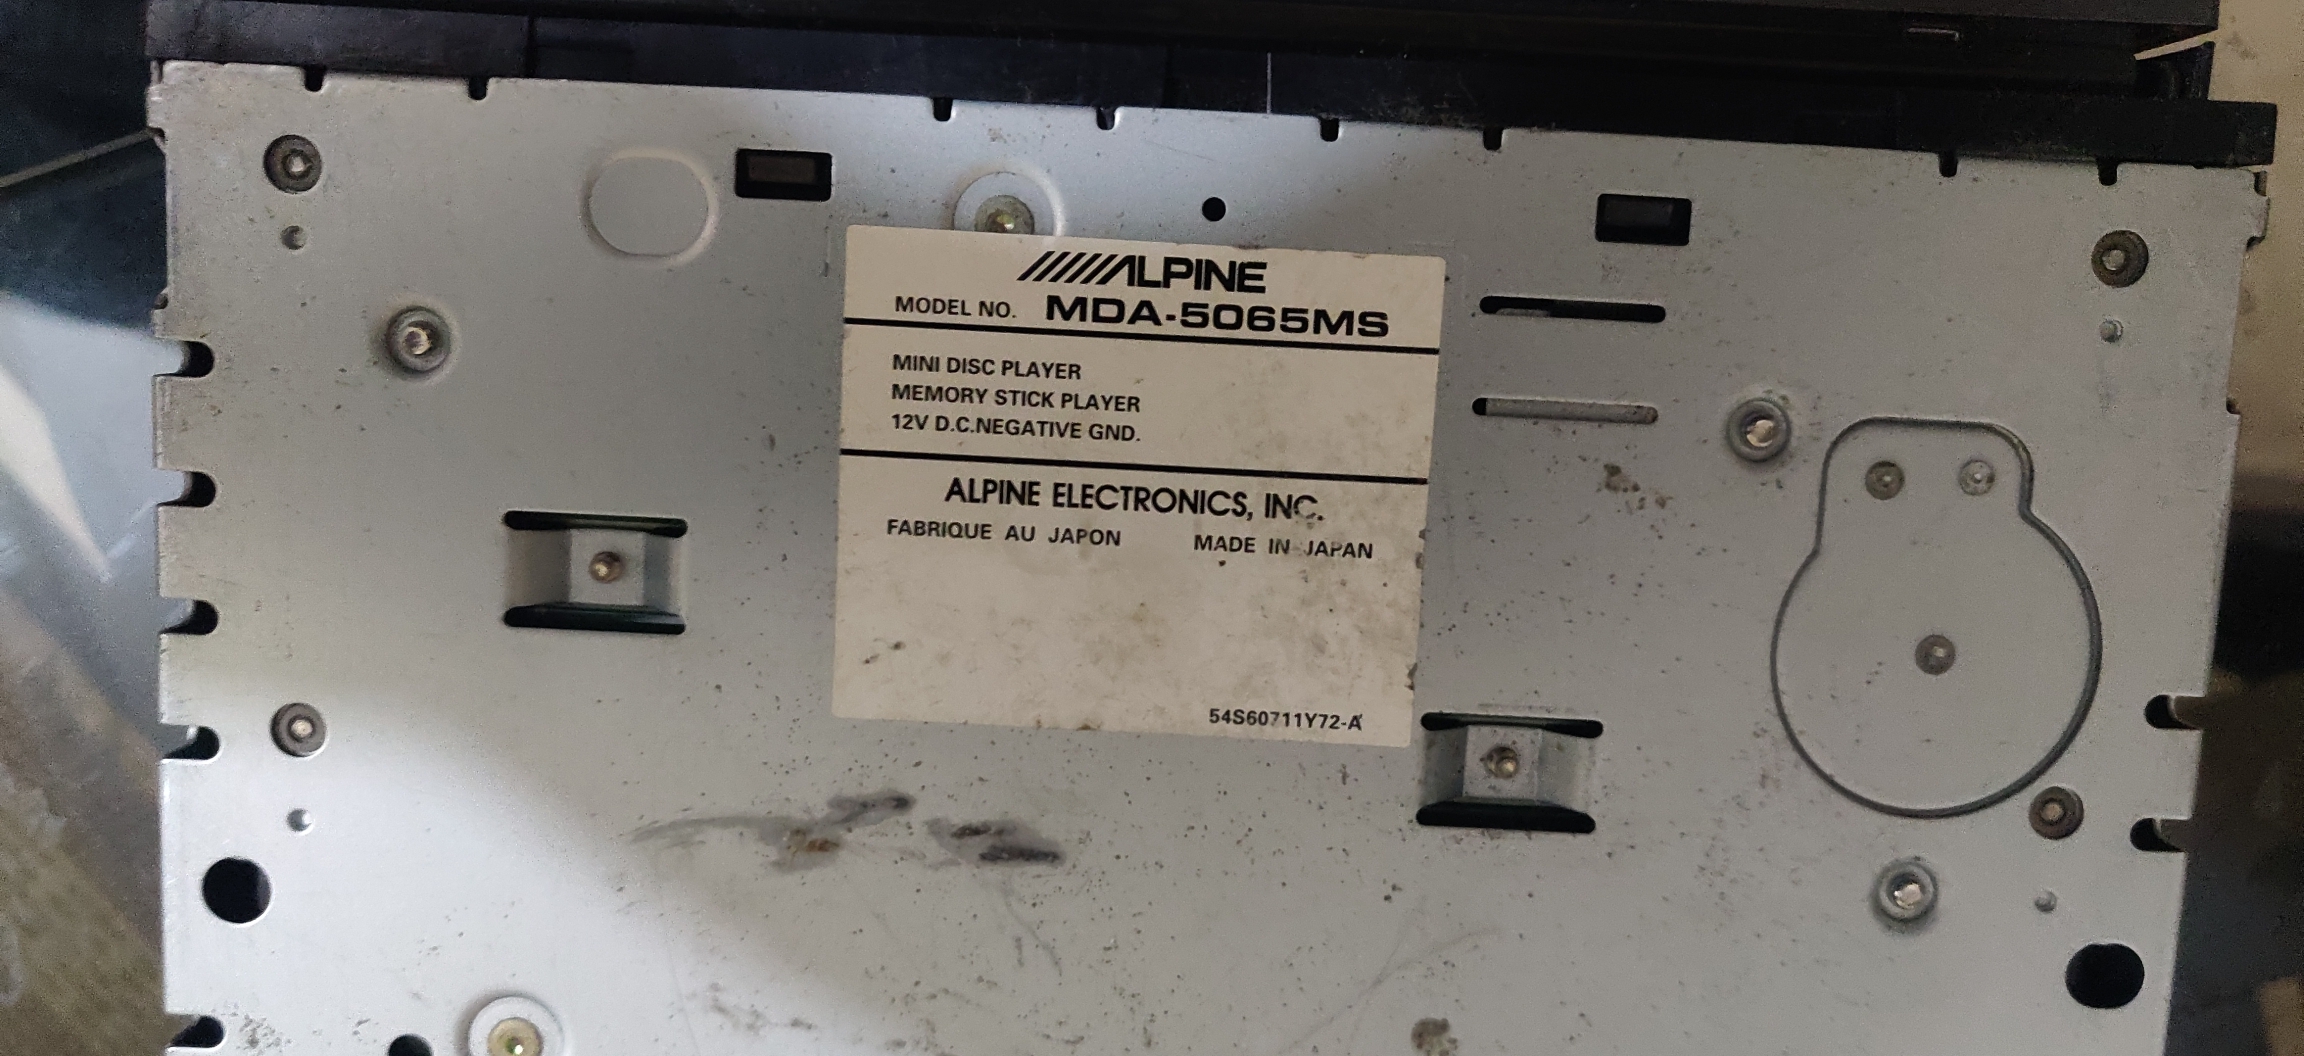 ALPINE
MODEL NO. MDA-5065MS
MINI DISC PLAYER
MEMORY STICK PLAYER
12V D.C.NEGATIVE GND.
ALPINE ELECTRONICS, INC.
FABRIQUE AU JAPON MADE IN JAPAN
54S60711Y72-A